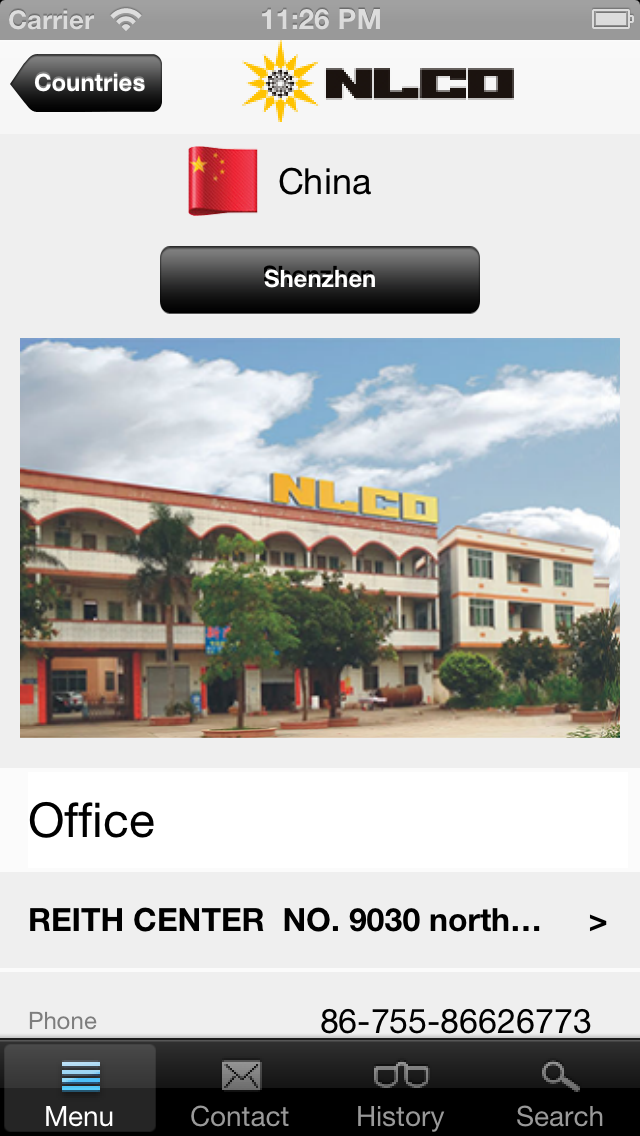 Carrier 11:26 PM
Countries NLCO
China
Shenzhen
NLCO
Office
REITH CENTER  NO. 9030 north... >
Phone 86-755-86626773
Menu Contact History Search